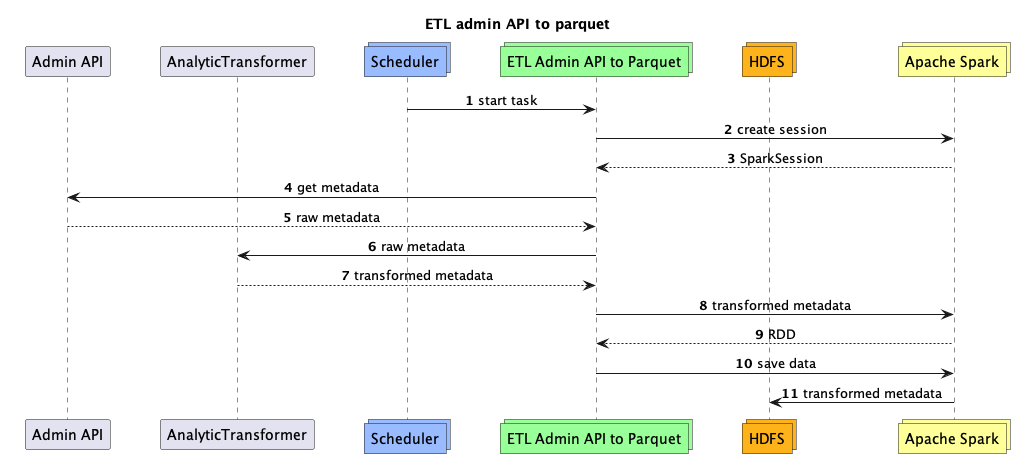 ETL admin API to parquet
Admin API
AnalyticTransformer
Scheduler
ETL Admin API to Parquet
HDFS
Apache Spark
1 start task
2 create session
3 SparkSession
4 get metadata
5 raw metadata
6 raw metadata
7 transformed metadata
8 transformed metadata
9 RDD
10 save data
11 transformed metadata
Admin API
AnalyticTransformer
Scheduler
ETL Admin API to Parquet
HDFS
Apache Spark